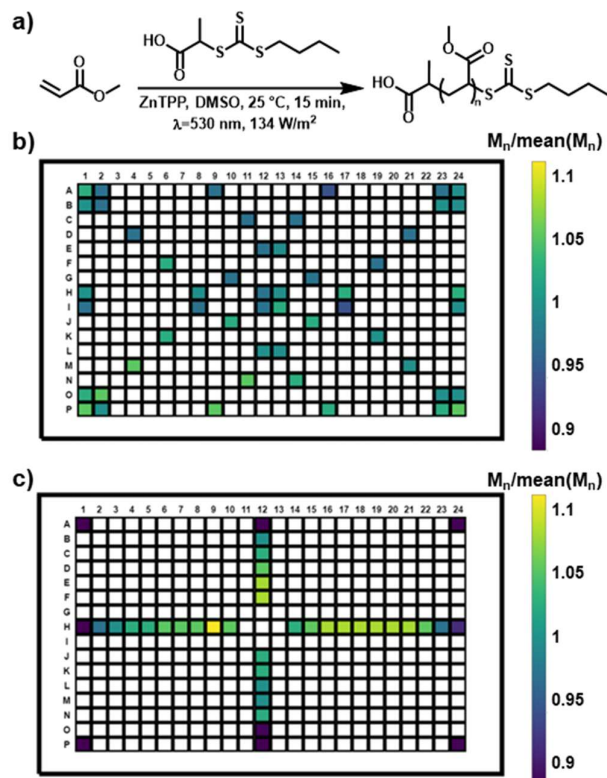 a)
O
HO
S
S
S
O
O
ZnTPP, DMSO, 25 °C, 15 min,
λ=530 nm, 134 W/m²
O
O
HO
O
n
S
S
S
b)
Mn/mean(Mn)
1 2 3 4 5 6 7 8 9 10 11 12 13 14 15 16 17 18 19 20 21 22 23 24
A
B
C
D
E
F
G
H
I
J
K
L
M
N
O
P
1.1
1.05
1
0.95
0.9
c)
Mn/mean(Mn)
1 2 3 4 5 6 7 8 9 10 11 12 13 14 15 16 17 18 19 20 21 22 23 24
A
B
C
D
E
F
G
H
I
J
K
L
M
N
O
P
1.1
1.05
1
0.95
0.9